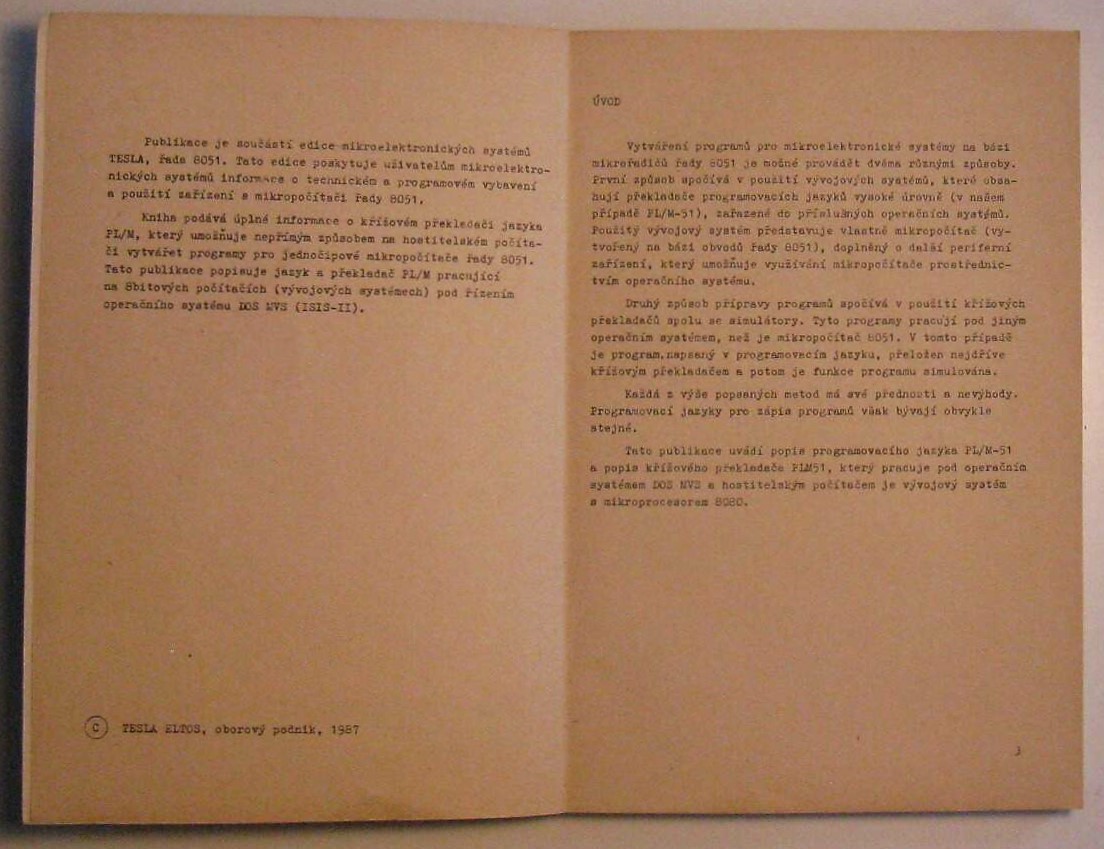 Publikace je součástí edice mikroelektronických systémů
TESLA, řada 8051. Tato edice poskytuje uživatelům mikroelektro-
nických systémů informace o technickém a programovém vybavení
a použití zařízení s mikropočítači řady 8051.
Kniha podává úplné informace o křížovém překladači jazyka
PL/M, který umožňuje nepřímým způsobem na hostitelském počíta-
či vytvářet programy pro jednočipové mikropočítače řady 8051.
Tato publikace popisuje jazyk a překladač PL/M pracující
na 8bitových počítačích (vývojových systémech) pod řízením
operačního systému DOS MVS (ISIS-II).
C TESLA ELTOS, oborový podnik, 1987
ÚVOD
Vytváření programů pro mikroelektronické systémy na bázi
mikrořadičů řady 8051 je možné provádět dvěma různými způsoby.
První způsob spočívá v použití vývojových systémů, které obsa-
hují překladače programovacích jazyků vysoké úrovně (v našem
případě PL/M-51), zařazené do příslušných operačních systémů.
Použitý vývojový systém představuje vlastně mikropočítač (vy-
tvořený na bázi obvodů řady 8051), doplněný o další periferní
zařízení, který umožňuje využívání mikropočítače prostřednic-
tvím operačního systému.
Druhý způsob přípravy programů spočívá v použití křížových
překladačů spolu se simulátory. Tyto programy pracují pod jiným
operačním systémem, než je mikropočítač 8051. V tomto případě
je program.napsaný v programovacím jazyku, přeložen nejdříve
křížovým překladačem a potom je funkce programu simulována.
Každá z výše popsaných metod má své přednosti a nevýhody.
Programovací jazyky pro zápis programů však bývají obvykle
stejné.
Tato publikace uvádí popis programovacího jazyka PL/M-51
a popis křížového překladače PLM51, který pracuje pod operačním
systémem DOS MVS a hostitelským počítačem je vývojový systém
s mikroprocesorem 8080.
3